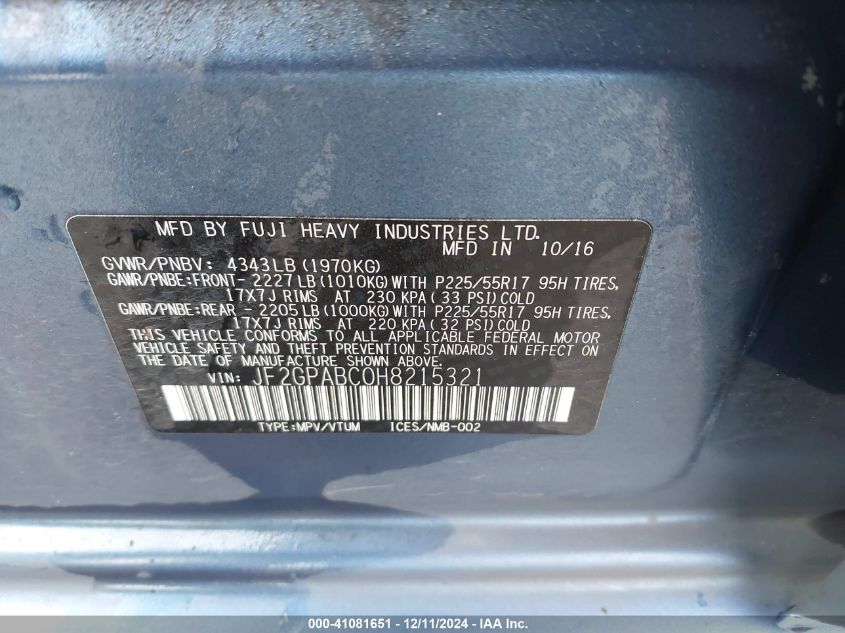 MFD BY FUJI HEAVY INDUSTRIES LTD.
MFD IN 10/16
GVWR/PNBV: 4343LB(1970KG)
GAWR/PNBE:FRONT- 2227LB(1010KG)WITH P225/55R17 95H TIRES,
17X7J RIMS AT 230 KPA(33 PSI)COLD
GAWR/PNBE:REAR - 2205LB(1000KG)WITH P225/55R17 95H TIRES,
17X7J RIMS AT 220 KPA(32 PSI)COLD
THIS VEHICLE CONFORMS TO ALL APPLICABLE FEDERAL MOTOR
VEHICLE SAFETY AND THEFT PREVENTION STANDARDS IN EFFECT ON
THE DATE OF MANUFACTURE SHOWN ABOVE.
VIN: JF2GPABC0H8215321
TYPE:MPV/VTUM ICES/NMB-002
000-41081651 - 12/11/2024 - IAA Inc.